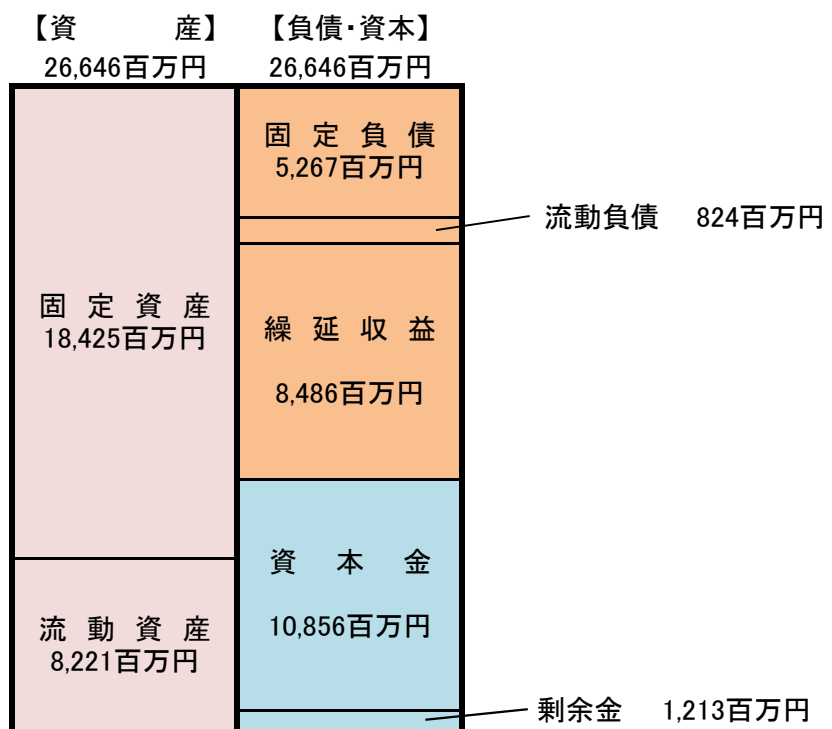 【資　　　産】
26,646百万円
【負債・資本】
26,646百万円
固定資産
18,425百万円
流動資産
8,221百万円
固定負債
5,267百万円
流動負債　824百万円
繰延収益
8,486百万円
資本金
10,856百万円
剰余金　1,213百万円